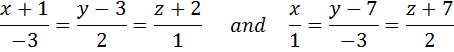 (x + 1)/(−3) = (y − 3)/2 = (z + 2)/1 and x/1 = (y − 7)/(−3) = (z + 7)/2